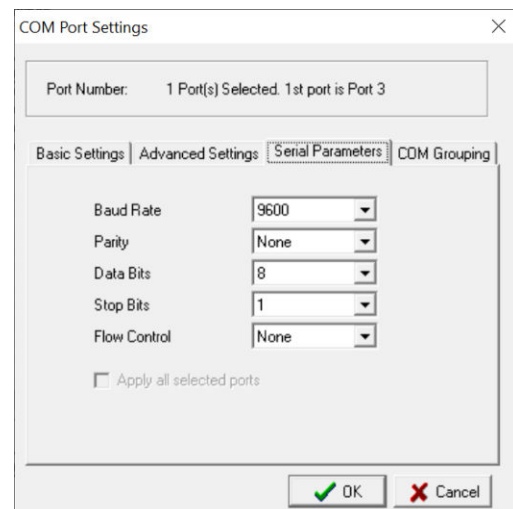 COM Port Settings
Port Number: 1 Port(s) Selected. 1st port is Port 3
Basic Settings Advanced Settings Serial Parameters COM Grouping
Baud Rate 9600
Parity None
Data Bits 8
Stop Bits 1
Flow Control None
Apply all selected ports
OK Cancel